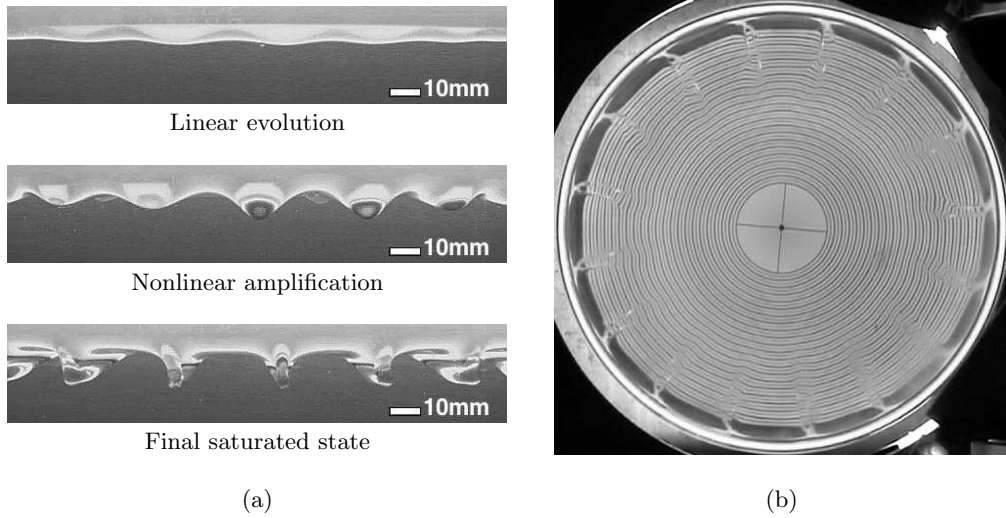 10mm
Linear evolution
10mm
Nonlinear amplification
10mm
Final saturated state
(a)
(b)